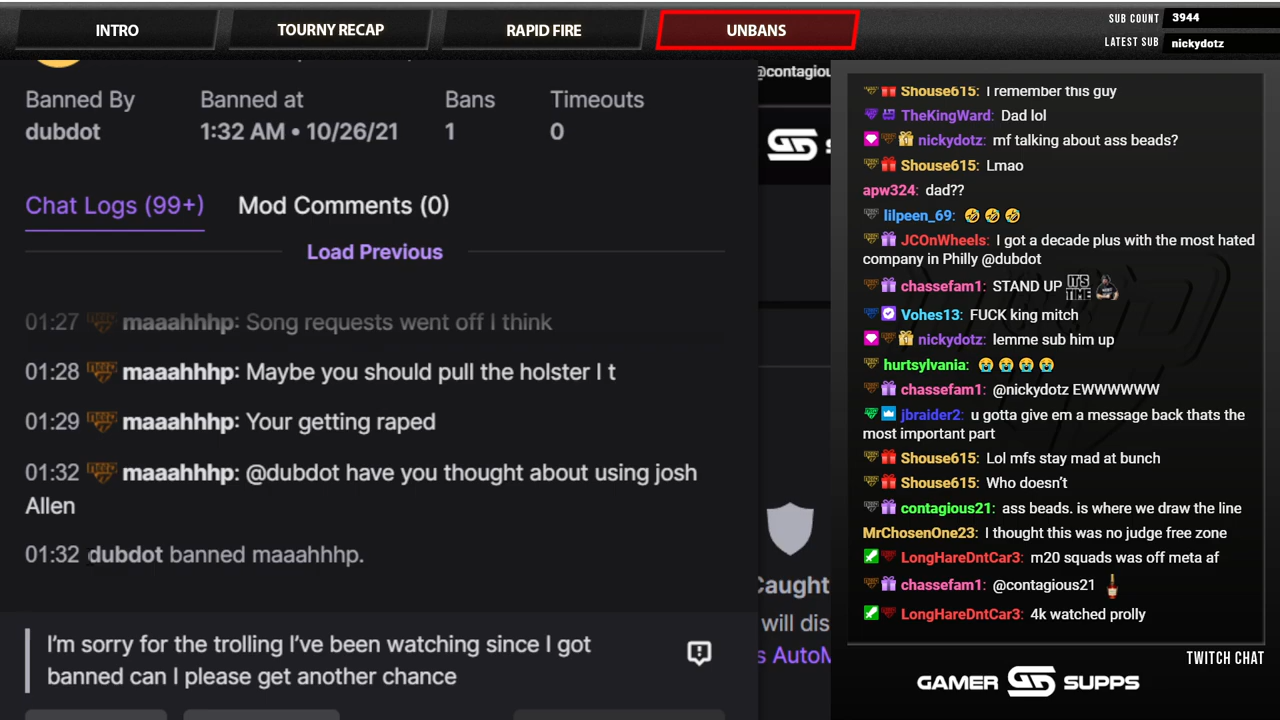 INTRO
TOURNY RECAP
RAPID FIRE
UNBANS
SUB COUNT 3944
LATEST SUB nickydotz
Banned By
dubdot
Banned at
1:32 AM • 10/26/21
Bans
1
Timeouts
0
Chat Logs (99+)
Mod Comments (0)
Load Previous
01:27 maaahhhp: Song requests went off I think
01:28 maaahhhp: Maybe you should pull the holster I t
01:29 maaahhhp: Your getting raped
01:32 maaahhhp: @dubdot have you thought about using josh
Allen
01:32 dubdot banned maaahhhp.
I'm sorry for the trolling I've been watching since I got
banned can I please get another chance
@contagiou
Caught
will dis
s AutoM
Shouse615: I remember this guy
TheKingWard: Dad lol
nickydotz: mf talking about ass beads?
Shouse615: Lmao
apw324: dad??
lilpeen_69: 🤣🤣🤣
JCOnWheels: I got a decade plus with the most hated
company in Philly @dubdot
chassefam1: STAND UP IT'S TIME
Vohes13: FUCK king mitch
nickydotz: lemme sub him up
hurtsylvania: 😭😭😭😭
chassefam1: @nickydotz EWWWWWW
jbraider2: u gotta give em a message back thats the
most important part
Shouse615: Lol mfs stay mad at bunch
Shouse615: Who doesn't
contagious21: ass beads. is where we draw the line
MrChosenOne23: I thought this was no judge free zone
LongHareDntCar3: m20 squads was off meta af
chassefam1: @contagious21
LongHareDntCar3: 4k watched prolly
TWITCH CHAT
GAMER SUPPS